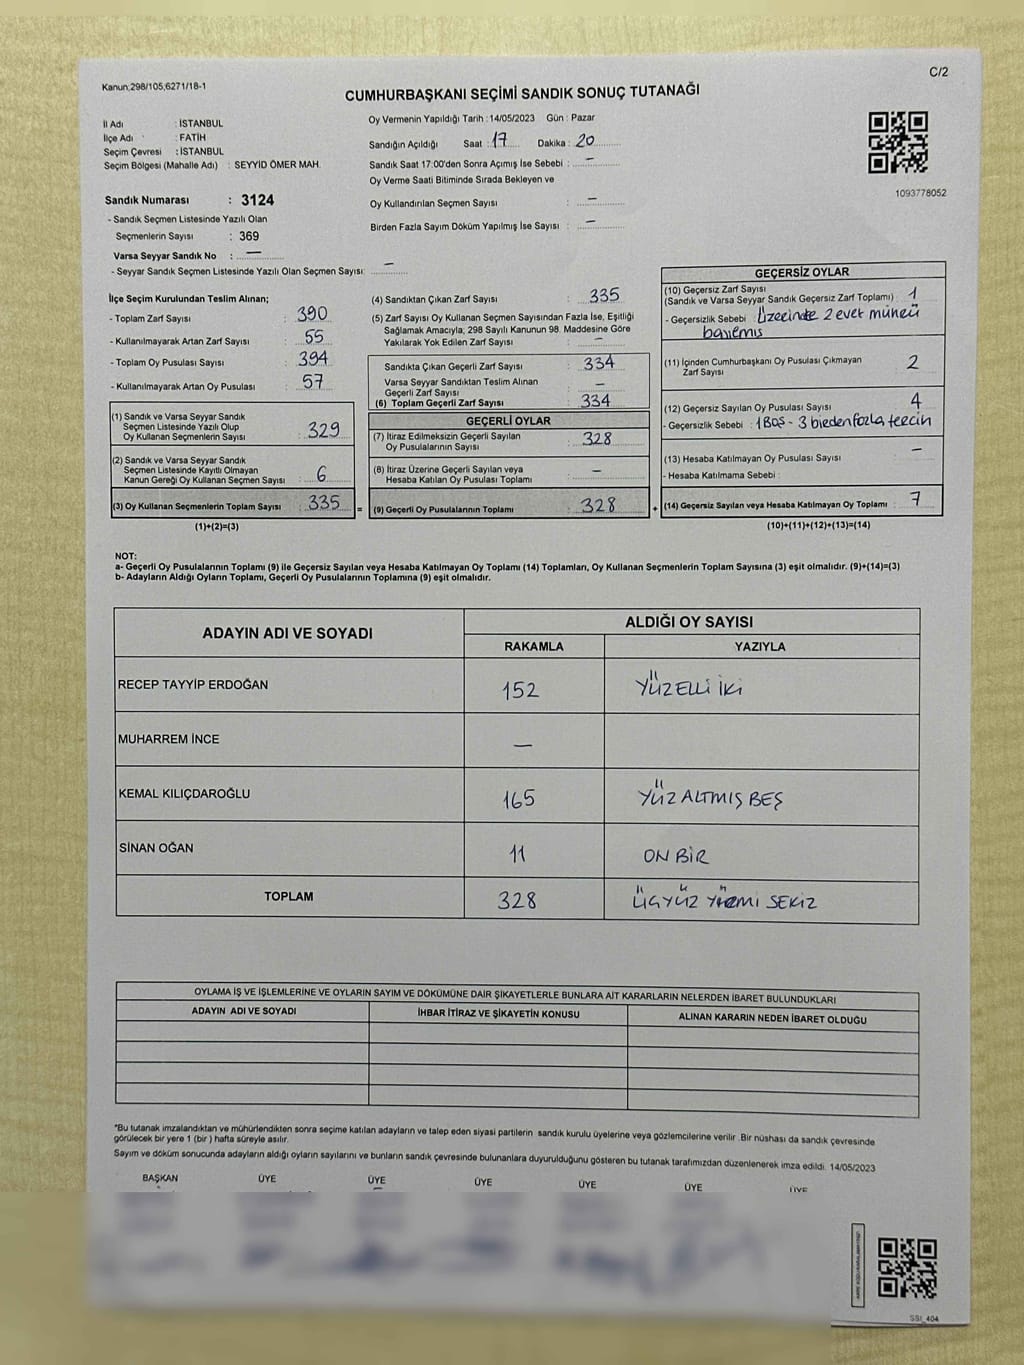 C/2
Kanun;298/105;6271/18-1
CUMHURBAŞKANI SEÇİMİ SANDIK SONUÇ TUTANAĞI
İl Adı : İSTANBUL
İlçe Adı : FATİH
Seçim Çevresi : İSTANBUL
Seçim Bölgesi (Mahalle Adı) : SEYYİD ÖMER MAH.
Sandık Numarası : 3124
- Sandık Seçmen Listesinde Yazılı Olan
Seçmenlerin Sayısı : 369
Varsa Seyyar Sandık No : —
- Seyyar Sandık Seçmen Listesinde Yazılı Olan Seçmen Sayısı: —
Oy Vermenin Yapıldığı Tarih : 14/05/2023 Gün : Pazar
Sandığın Açıldığı Saat : 17 Dakika : 20
Sandık Saat 17:00'den Sonra Açımış İse Sebebi : —
Oy Verme Saati Bitiminde Sırada Bekleyen ve
Oy Kullandırılan Seçmen Sayısı : —
Birden Fazla Sayım Döküm Yapılmış İse Sayısı : —
1093778052
İlçe Seçim Kurulundan Teslim Alınan;
- Toplam Zarf Sayısı : 390
- Kullanılmayarak Artan Zarf Sayısı : 55
- Toplam Oy Pusulası Sayısı : 394
- Kullanılmayarak Artan Oy Pusulası : 57
(1) Sandık ve Varsa Seyyar Sandık
Seçmen Listesinde Yazılı Olup
Oy Kullanan Seçmenlerin Sayısı : 329
(2) Sandık ve Varsa Seyyar Sandık
Seçmen Listesinde Kayıtlı Olmayan
Kanun Gereği Oy Kullanan Seçmen Sayısı : 6
(3) Oy Kullanan Seçmenlerin Toplam Sayısı : 335 =
(1)+(2)=(3)
(4) Sandıktan Çıkan Zarf Sayısı : 335
(5) Zarf Sayısı Oy Kullanan Seçmen Sayısından Fazla İse, Eşitliği
Sağlamak Amacıyla, 298 Sayılı Kanunun 98. Maddesine Göre
Yakılarak Yok Edilen Zarf Sayısı : —
Sandıkta Çıkan Geçerli Zarf Sayısı : 334
Varsa Seyyar Sandıktan Teslim Alınan
Geçerli Zarf Sayısı : —
(6) Toplam Geçerli Zarf Sayısı : 334
GEÇERLİ OYLAR
(7) İtiraz Edilmeksizin Geçerli Sayılan
Oy Pusulalarının Sayısı : 328
(8) İtiraz Üzerine Geçerli Sayılan veya
Hesaba Katılan Oy Pusulası Toplamı : —
(9) Geçerli Oy Pusulalarının Toplamı : 328 +
GEÇERSİZ OYLAR
(10) Geçersiz Zarf Sayısı
(Sandık ve Varsa Seyyar Sandık Geçersiz Zarf Toplamı) : 1
- Geçersizlik Sebebi : Üzerinde 2 evet mührü
basılmış
(11) İçinden Cumhurbaşkanı Oy Pusulası Çıkmayan
Zarf Sayısı : 2
(12) Geçersiz Sayılan Oy Pusulası Sayısı : 4
- Geçersizlik Sebebi : 1 BOŞ - 3 birden fazla tercih
(13) Hesaba Katılmayan Oy Pusulası Sayısı : —
- Hesaba Katılmama Sebebi :
(14) Geçersiz Sayılan veya Hesaba Katılmayan Oy Toplamı : 7
(10)+(11)+(12)+(13)=(14)
NOT:
a- Geçerli Oy Pusulalarının Toplamı (9) ile Geçersiz Sayılan veya Hesaba Katılmayan Oy Toplamı (14) Toplamları, Oy Kullanan Seçmenlerin Toplam Sayısına (3) eşit olmalıdır. (9)+(14)=(3)
b- Adayların Aldığı Oyların Toplamı, Geçerli Oy Pusulalarının Toplamına (9) eşit olmalıdır.
ADAYIN ADI VE SOYADI ALDIĞI OY SAYISI
RAKAMLA YAZIYLA
RECEP TAYYİP ERDOĞAN 152 YÜZELLİ İKİ
MUHARREM İNCE —
KEMAL KILIÇDAROĞLU 165 YÜZ ALTMIŞ BEŞ
SİNAN OĞAN 11 ON BİR
TOPLAM 328 ÜÇYÜZ YİRMİ SEKİZ
OYLAMA İŞ VE İŞLEMLERİNE VE OYLARIN SAYIM VE DÖKÜMÜNE DAİR ŞİKAYETLERLE BUNLARA AİT KARARLARIN NELERDEN İBARET BULUNDUKLARI
ADAYIN ADI VE SOYADI İHBAR İTİRAZ VE ŞİKAYETİN KONUSU ALINAN KARARIN NEDEN İBARET OLDUĞU
*Bu tutanak imzalandıktan ve mühürlendikten sonra seçime katılan adayların ve talep eden siyasi partilerin sandık kurulu üyelerine veya gözlemcilerine verilir .Bir nüshası da sandık çevresinde
görülecek bir yere 1 (bir ) hafta süreyle asılır.
Sayım ve döküm sonucunda adayların aldığı oyların sayılarını ve bunların sandık çevresinde bulunanlara duyurulduğunu gösteren bu tutanak tarafımızdan düzenlenerek imza edildi. 14/05/2023
BAŞKAN ÜYE ÜYE ÜYE ÜYE ÜYE ÜYE
SSI_404